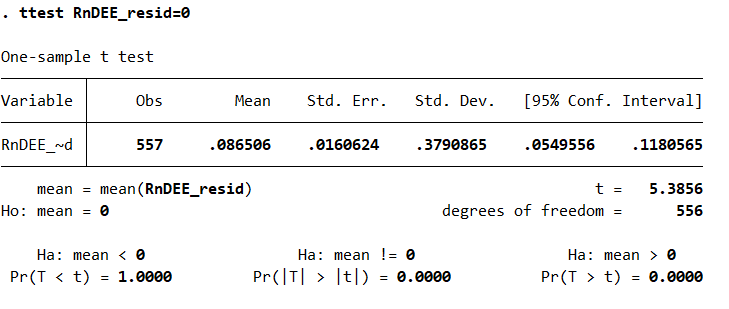 . ttest RnDEE_resid=0
One-sample t test
Variable Obs Mean Std. Err. Std. Dev. [95% Conf. Interval]
RnDEE_~d 557 .086506 .0160624 .3790865 .0549556 .1180565
mean = mean(RnDEE_resid) t = 5.3856
Ho: mean = 0 degrees of freedom = 556
Ha: mean < 0 Ha: mean != 0 Ha: mean > 0
Pr(T < t) = 1.0000 Pr(|T| > |t|) = 0.0000 Pr(T > t) = 0.0000